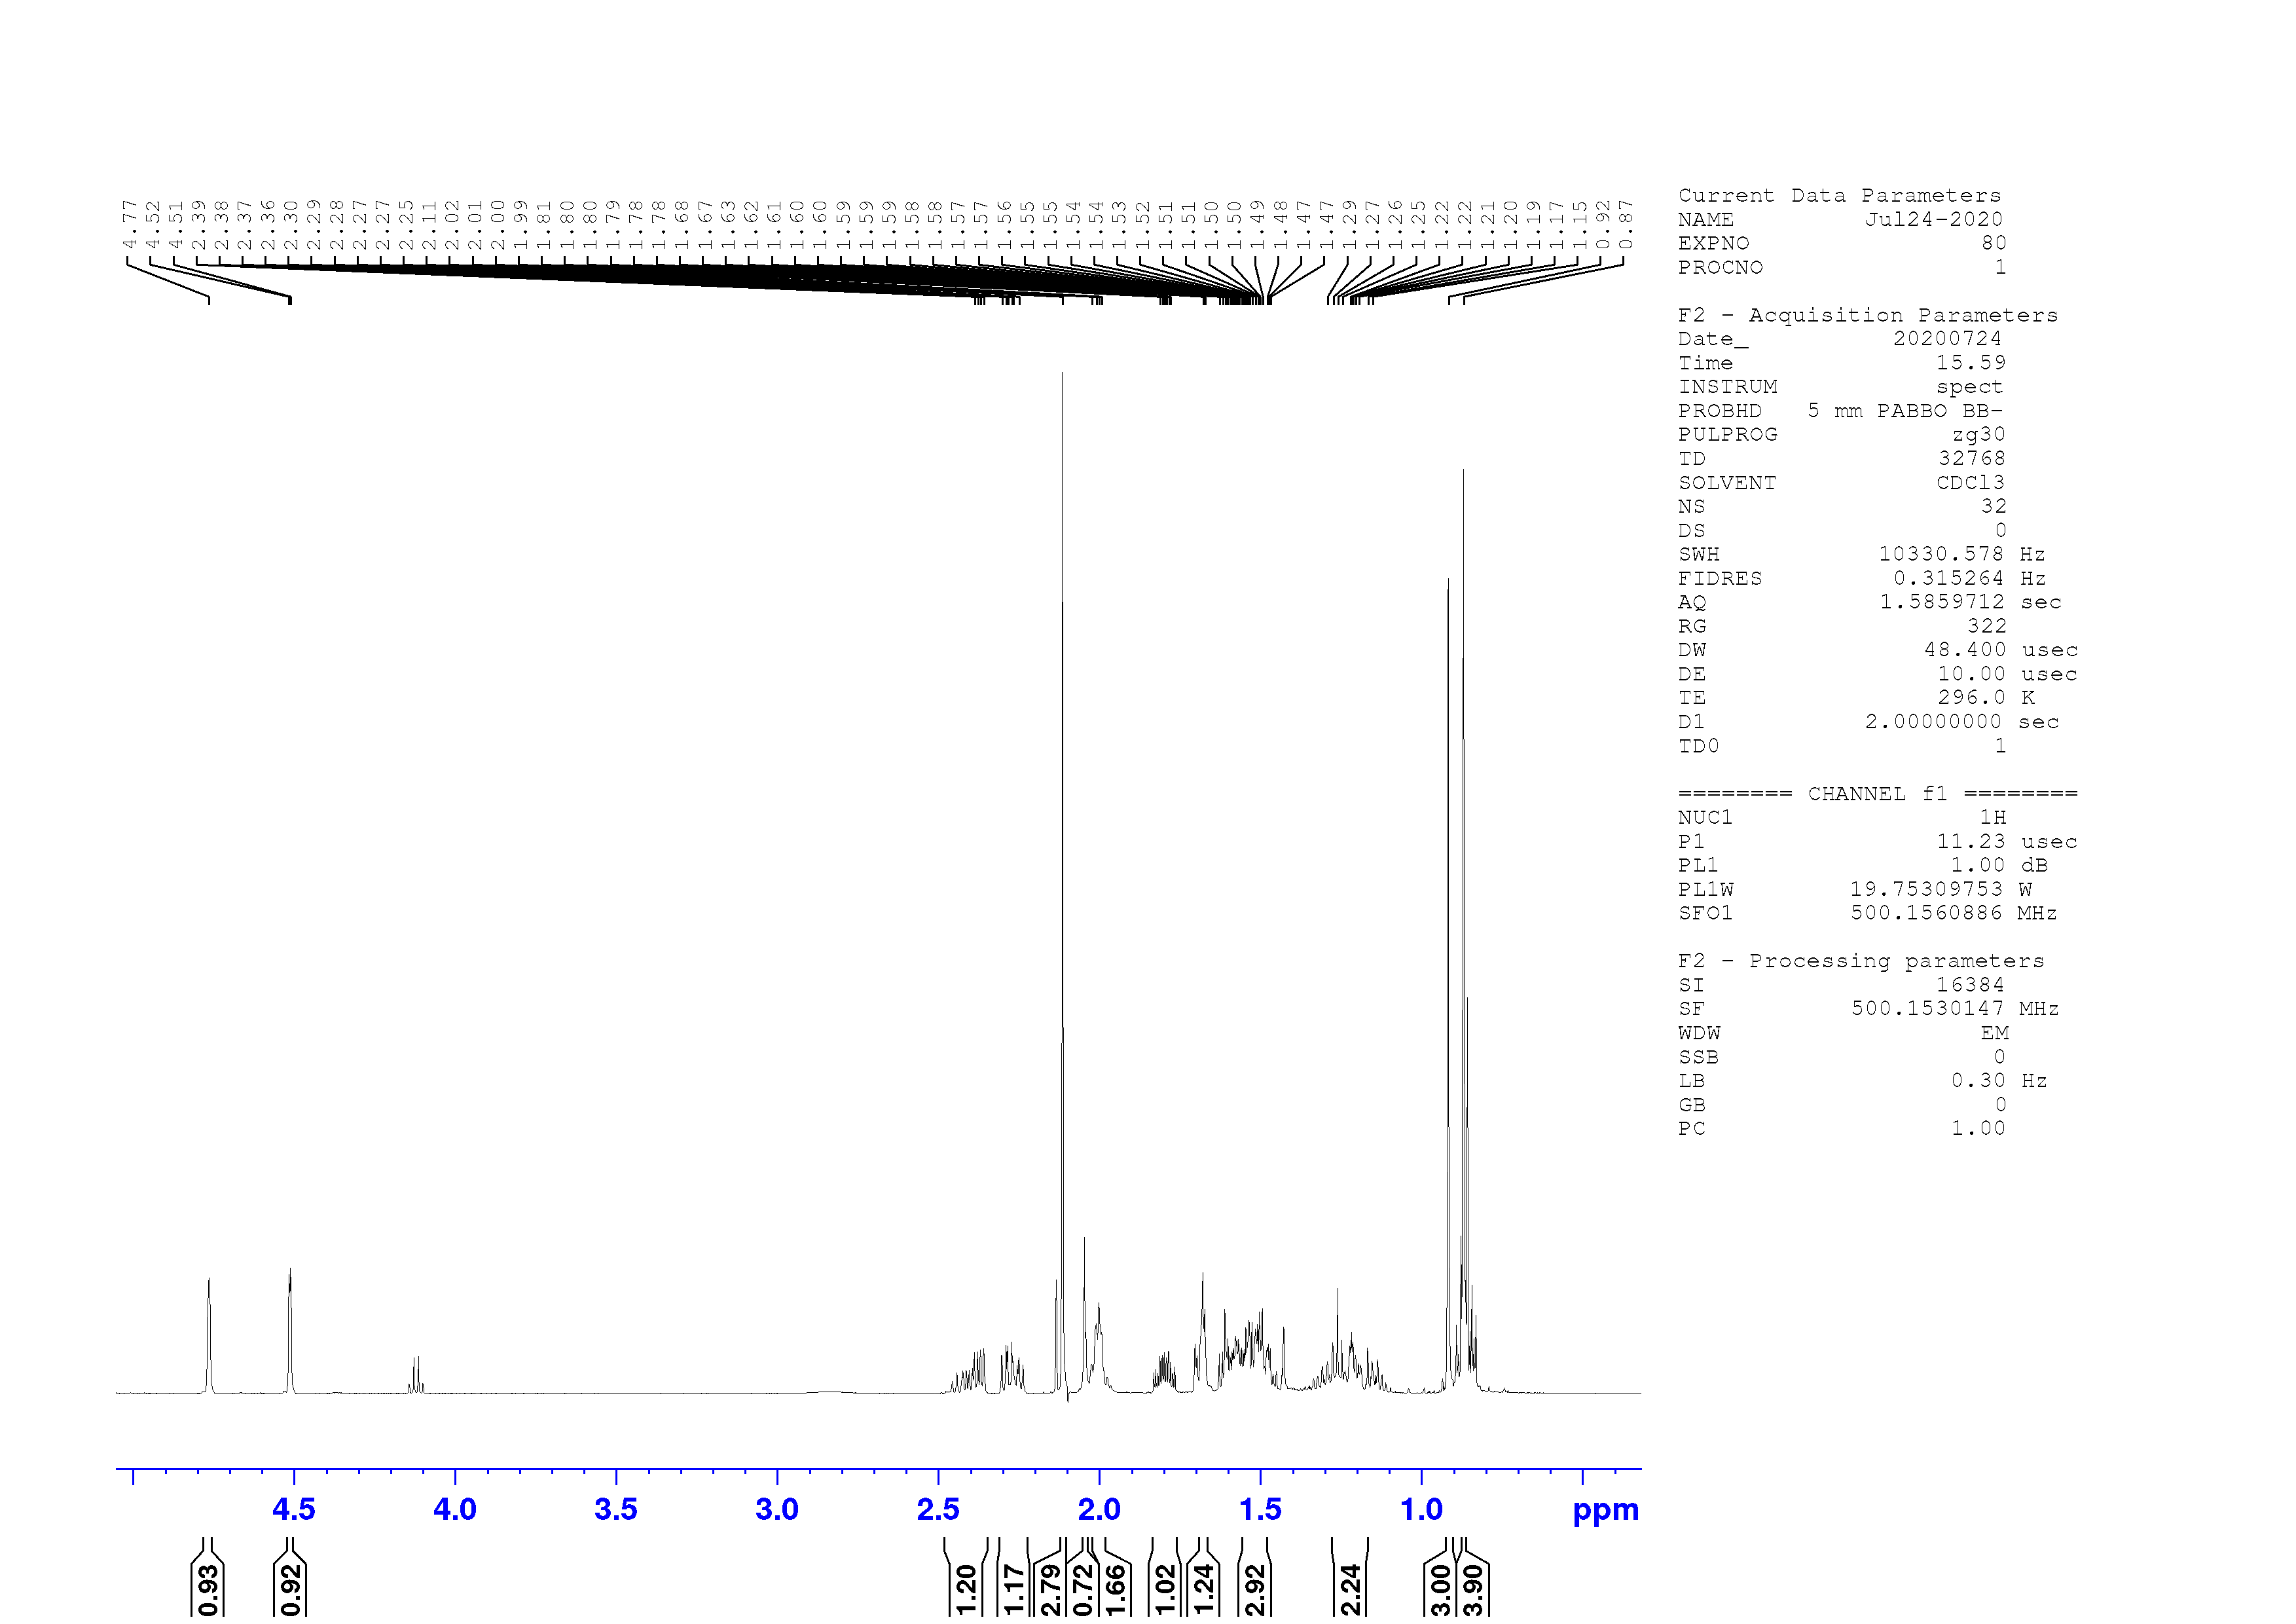 4.77 4.52 4.51 2.39 2.38 2.37 2.36 2.30 2.29 2.28 2.27 2.27 2.25 2.11 2.02 2.01 2.00 1.99 1.81 1.80 1.80 1.79 1.78 1.78 1.68 1.67 1.63 1.62 1.61 1.60 1.60 1.59 1.59 1.59 1.58 1.58 1.57 1.57 1.56 1.55 1.55 1.54 1.54 1.53 1.52 1.51 1.51 1.50 1.50 1.49 1.48 1.47 1.47 1.29 1.27 1.26 1.25 1.22 1.22 1.21 1.20 1.19 1.17 1.15 0.92 0.87
Current Data Parameters
NAME Jul24-2020
EXPNO 80
PROCNO 1
F2 - Acquisition Parameters
Date_ 20200724
Time 15.59
INSTRUM spect
PROBHD 5 mm PABBO BB-
PULPROG zg30
TD 32768
SOLVENT CDCl3
NS 32
DS 0
SWH 10330.578 Hz
FIDRES 0.315264 Hz
AQ 1.5859712 sec
RG 322
DW 48.400 usec
DE 10.00 usec
TE 296.0 K
D1 2.00000000 sec
TD0 1
======== CHANNEL f1 ========
NUC1 1H
P1 11.23 usec
PL1 1.00 dB
PL1W 19.75309753 W
SFO1 500.1560886 MHz
F2 - Processing parameters
SI 16384
SF 500.1530147 MHz
WDW EM
SSB 0
LB 0.30 Hz
GB 0
PC 1.00
4.5 4.0 3.5 3.0 2.5 2.0 1.5 1.0 ppm
0.93 0.92 1.20 1.17 2.79 0.72 1.66 1.02 1.24 2.92 2.24 3.00 3.90